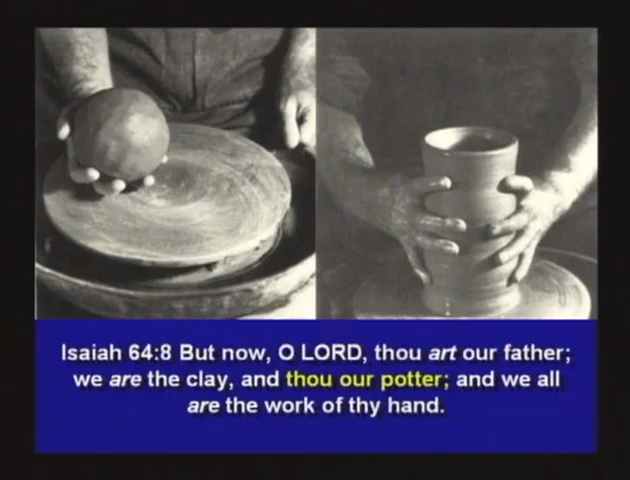 Isaiah 64:8 But now, O LORD, thou art our father;
we are the clay, and thou our potter; and we all
are the work of thy hand.